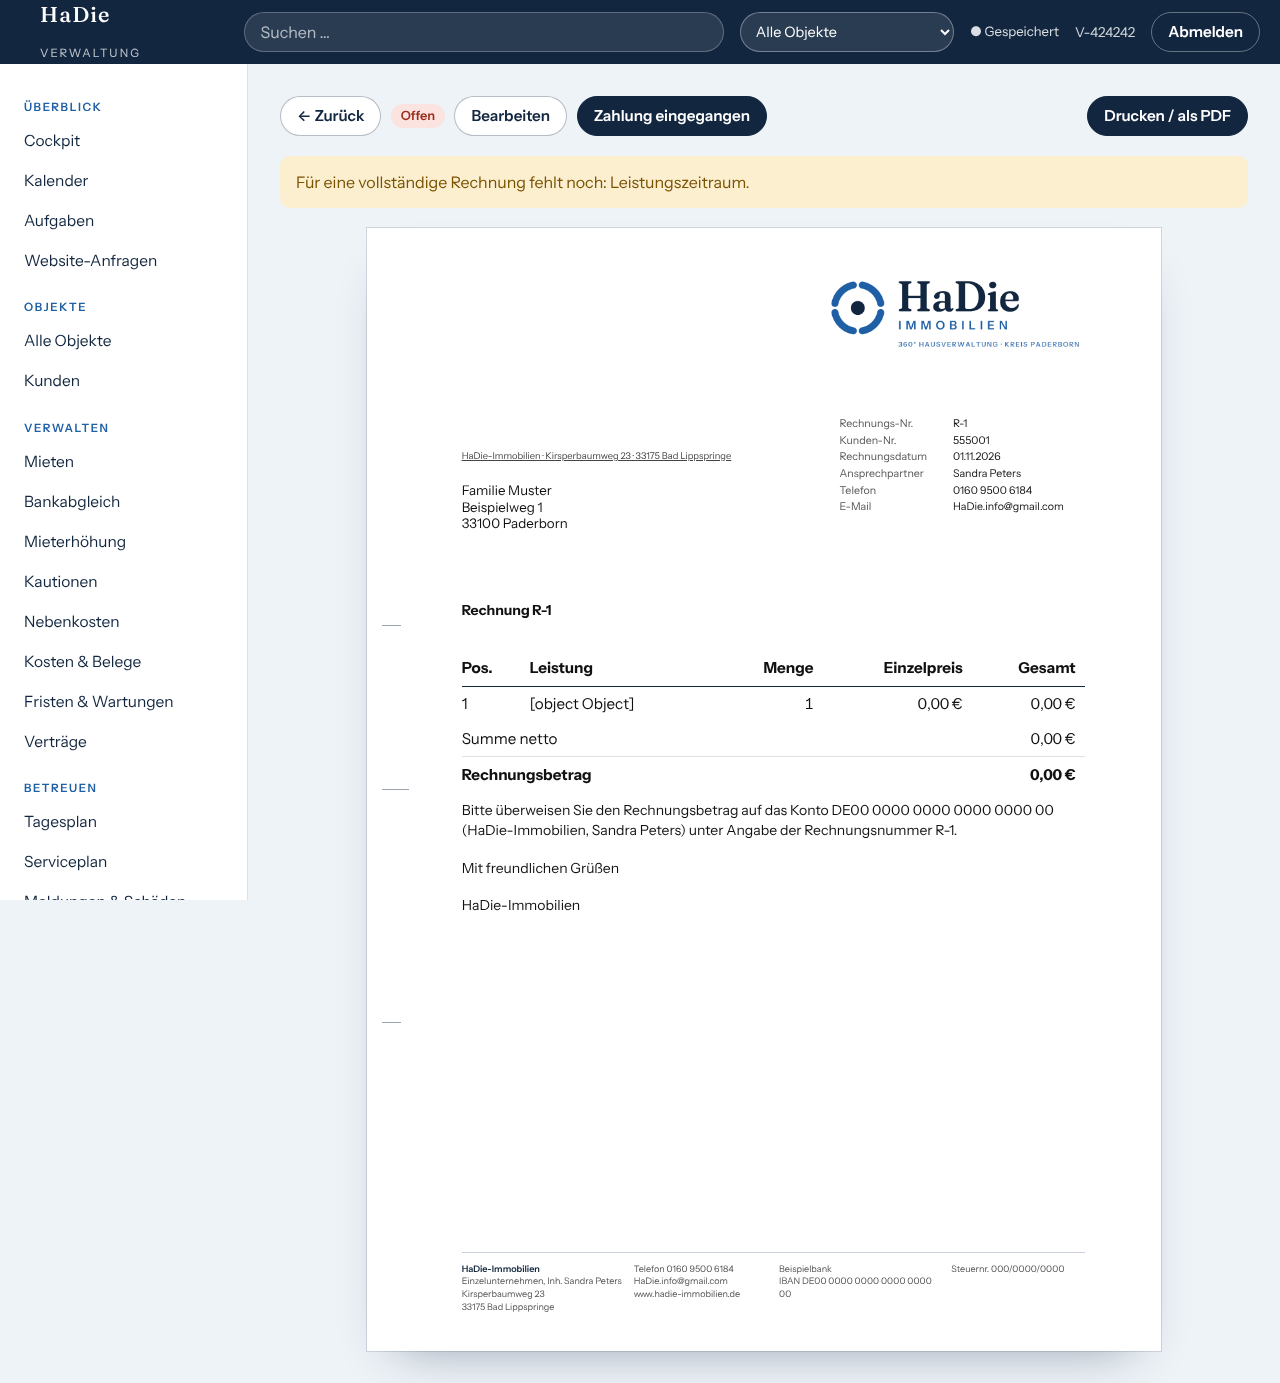 HaDie
VERWALTUNG
Suchen ...
Alle Objekte
Gespeichert
V-424242
Abmelden
ÜBERBLICK
Cockpit
Kalender
Aufgaben
Website-Anfragen
OBJEKTE
Alle Objekte
Kunden
VERWALTEN
Mieten
Bankabgleich
Mieterhöhung
Kautionen
Nebenkosten
Kosten & Belege
Fristen & Wartungen
Verträge
BETREUEN
Tagesplan
Serviceplan
Meldungen & Schäden
← Zurück
Offen
Bearbeiten
Zahlung eingegangen
Drucken / als PDF
Für eine vollständige Rechnung fehlt noch: Leistungszeitraum.
HaDie
IMMOBILIEN
360° HAUSVERWALTUNG · KREIS PADERBORN
Rechnungs-Nr. R-1
Kunden-Nr. 555001
Rechnungsdatum 01.11.2026
Ansprechpartner Sandra Peters
Telefon 0160 9500 6184
E-Mail HaDie.info@gmail.com
HaDie-Immobilien · Kirsperbaumweg 23 · 33175 Bad Lippspringe
Familie Muster
Beispielweg 1
33100 Paderborn
Rechnung R-1
Pos. Leistung Menge Einzelpreis Gesamt
1 [object Object] 1 0,00 € 0,00 €
Summe netto 0,00 €
Rechnungsbetrag 0,00 €
Bitte überweisen Sie den Rechnungsbetrag auf das Konto DE00 0000 0000 0000 0000 00
(HaDie-Immobilien, Sandra Peters) unter Angabe der Rechnungsnummer R-1.
Mit freundlichen Grüßen
HaDie-Immobilien
HaDie-Immobilien
Einzelunternehmen, Inh. Sandra Peters
Kirsperbaumweg 23
33175 Bad Lippspringe
Telefon 0160 9500 6184
HaDie.info@gmail.com
www.hadie-immobilien.de
Beispielbank
IBAN DE00 0000 0000 0000 0000
00
Steuernr. 000/0000/0000